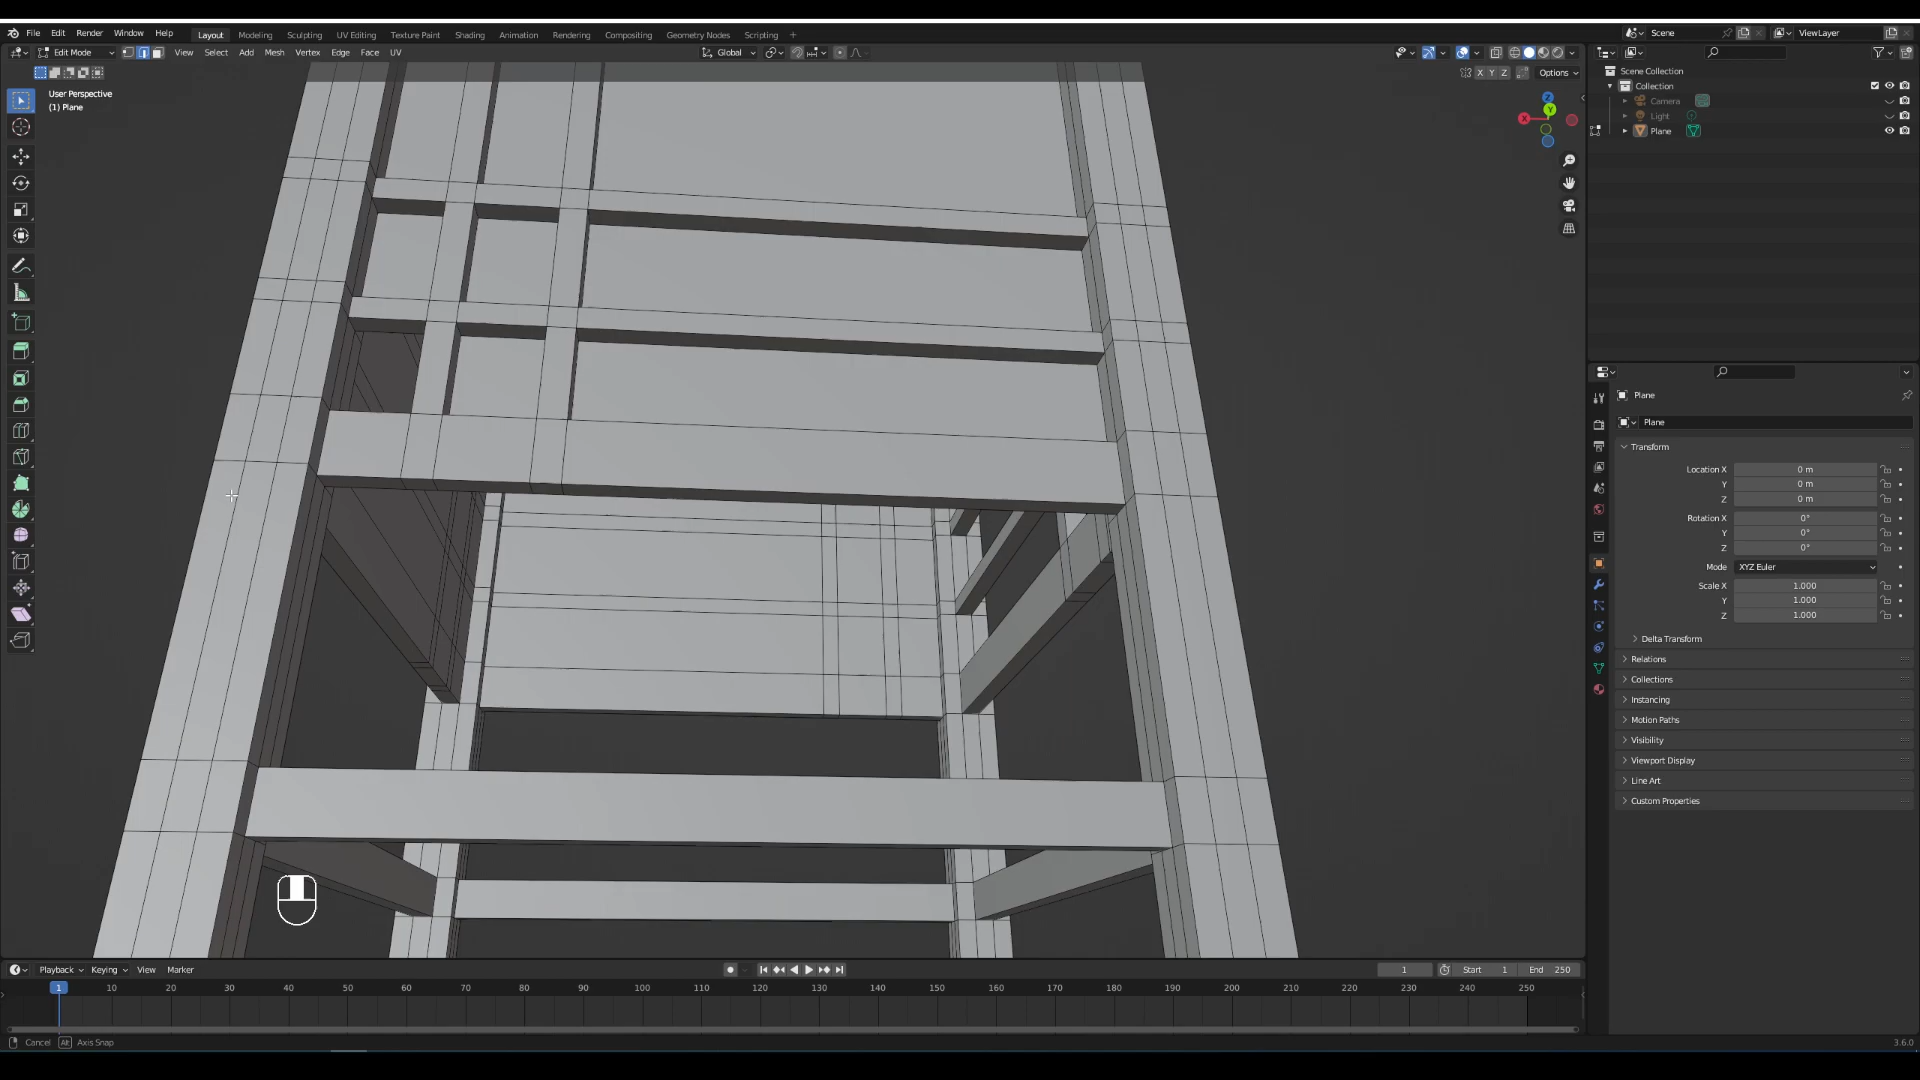 File Edit Render Window Help Layout Modeling Sculpting UV Editing Texture Paint Shading Animation Rendering Compositing Geometry Nodes Scripting + Scene ViewLayer
Edit Mode View Select Add Mesh Vertex Edge Face UV Global
X Y Z Options
User Perspective
(1) Plane
Z
Y
X
Scene Collection
Collection
Camera
Light
Plane
Plane
Plane
Transform
Location X 0 m
Y 0 m
Z 0 m
Rotation X 0°
Y 0°
Z 0°
Mode XYZ Euler
Scale X 1.000
Y 1.000
Z 1.000
Delta Transform
Relations
Collections
Instancing
Motion Paths
Visibility
Viewport Display
Line Art
Custom Properties
Playback Keying View Marker 1 Start 1 End 250
1 10 20 30 40 50 60 70 80 90 100 110 120 130 140 150 160 170 180 190 200 210 220 230 240 250
Cancel Alt Axis Snap 3.6.0